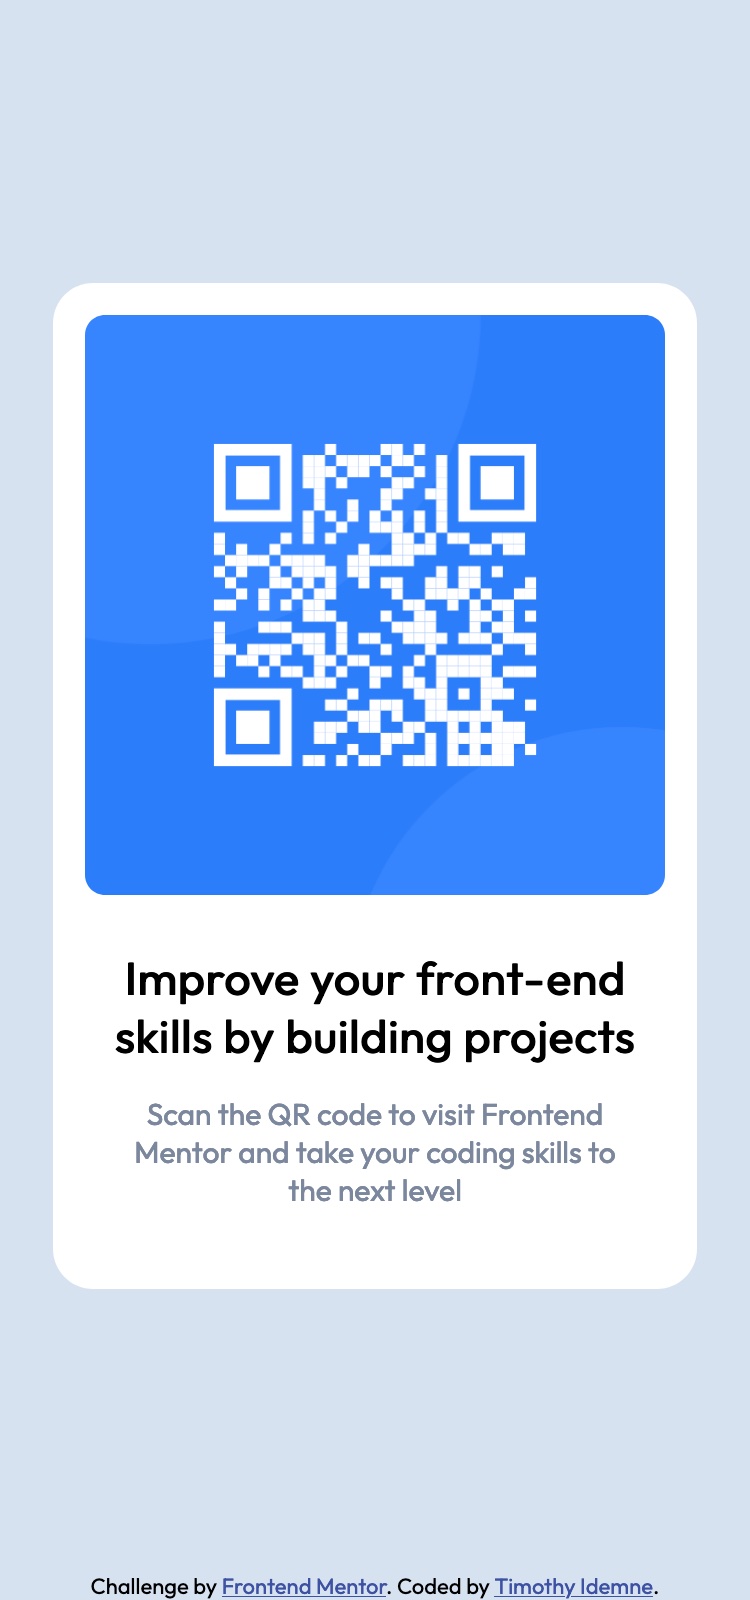 Improve your front-end
skills by building projects
Scan the QR code to visit Frontend
Mentor and take your coding skills to
the next level
Challenge by Frontend Mentor. Coded by Timothy Idemne.